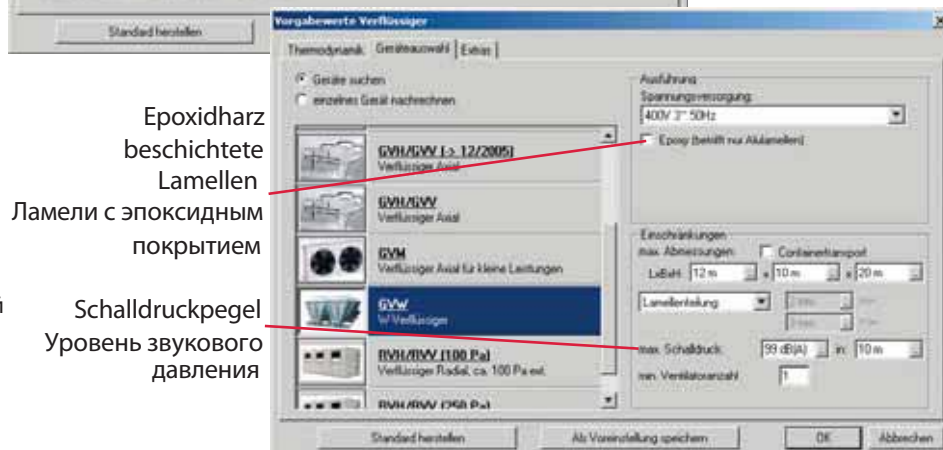 Standard herstellen
Vorgabewerte Verflüssiger
Thermodynamik Geräteauswahl Extras
Geräte suchen
einzelnes Gerät nachrechnen
GVH/GVV (-> 12/2005)
Verflüssiger Axial
GVH/GVV
Verflüssiger Axial
GVM
Verflüssiger Axial für kleine Leistungen
GVW
W-Verflüssiger
RVH/RVV (100 Pa)
Verflüssiger Radial, ca. 100 Pa ext.
RVH/RVV (250 Pa)
Ausführung
Spannungsversorgung:
400V 3~ 50Hz
Epoxy (betrifft nur Alulamellen)
Einschränkungen
max. Abmessungen: Containertransport
LxBxH: 12 m x 10 m x 20 m
Lamellenteilung
max. Schalldruck: 99 dB(A) in: 10 m
min. Ventilatoranzahl 1
Standard herstellen Als Voreinstellung speichern OK Abbrechen
Epoxidharz
beschichtete
Lamellen
Ламели с эпоксидным
покрытием
й
Schalldruckpegel
Уровень звукового
давления